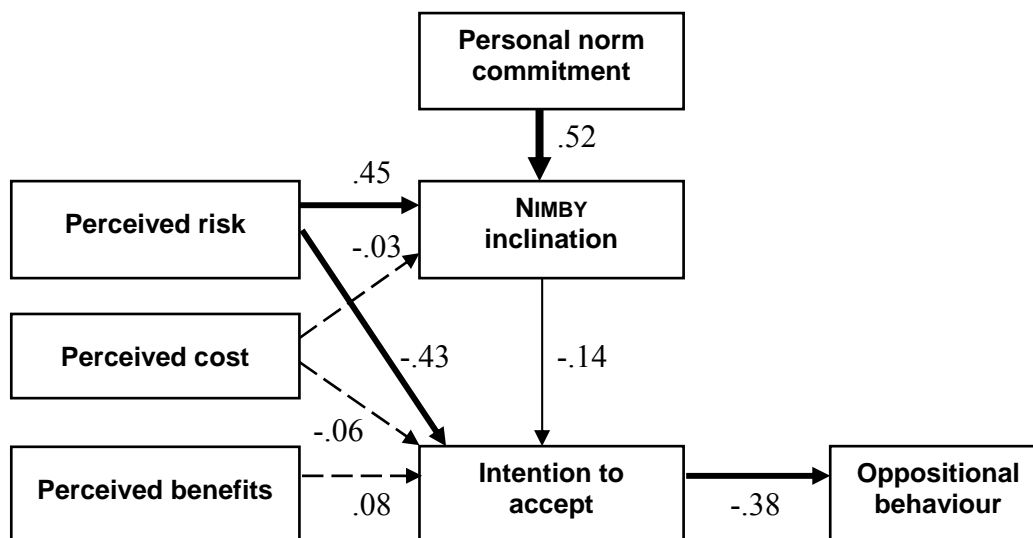 Personal norm
commitment
.52
.45
Perceived risk
NIMBY
inclination
-.03
Perceived cost
-.43
-.14
-.06
Perceived benefits
.08
Intention to
accept
-.38
Oppositional
behaviour